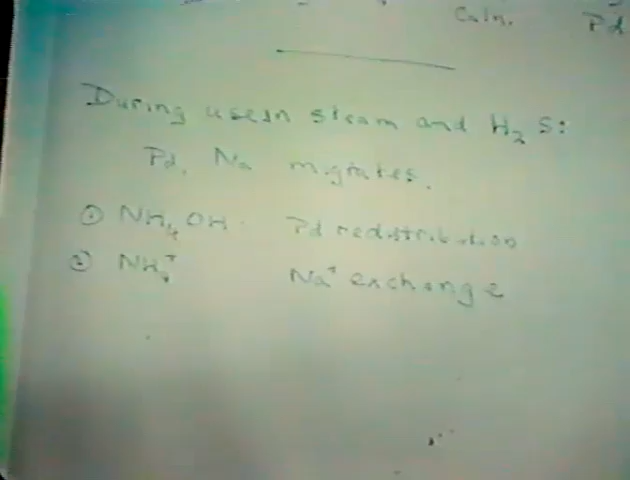 Caln. Pd
During use in steam and H₂S:
Pd, Na migrates.
① NH₄OH Pd redistribution
② NH₄⁺ Na⁺ exchange